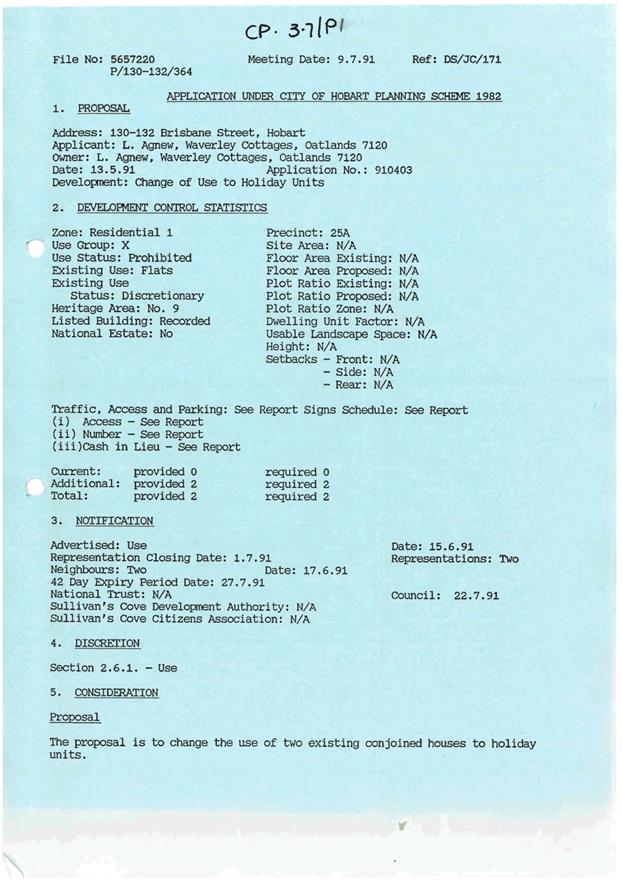 CP. 3.7/P1
File No: 5657220 Meeting Date: 9.7.91 Ref: DS/JC/171
P/130-132/364
APPLICATION UNDER CITY OF HOBART PLANNING SCHEME 1982
1. PROPOSAL
Address: 130-132 Brisbane Street, Hobart
Applicant: L. Agnew, Waverley Cottages, Oatlands 7120
Owner: L. Agnew, Waverley Cottages, Oatlands 7120
Date: 13.5.91 Application No.: 910403
Development: Change of Use to Holiday Units
2. DEVELOPMENT CONTROL STATISTICS
Zone: Residential 1 Precinct: 25A
Use Group: X Site Area: N/A
Use Status: Prohibited Floor Area Existing: N/A
Existing Use: Flats Floor Area Proposed: N/A
Existing Use Plot Ratio Existing: N/A
Status: Discretionary Plot Ratio Proposed: N/A
Heritage Area: No. 9 Plot Ratio Zone: N/A
Listed Building: Recorded Dwelling Unit Factor: N/A
National Estate: No Usable Landscape Space: N/A
Height: N/A
Setbacks - Front: N/A
- Side: N/A
- Rear: N/A
Traffic, Access and Parking: See Report Signs Schedule: See Report
(i) Access - See Report
(ii) Number - See Report
(iii)Cash in Lieu - See Report
Current: provided 0 required 0
Additional: provided 2 required 2
Total: provided 2 required 2
3. NOTIFICATION
Advertised: Use Date: 15.6.91
Representation Closing Date: 1.7.91 Representations: Two
Neighbours: Two Date: 17.6.91
42 Day Expiry Period Date: 27.7.91
National Trust: N/A Council: 22.7.91
Sullivan's Cove Development Authority: N/A
Sullivan's Cove Citizens Association: N/A
4. DISCRETION
Section 2.6.1. - Use
5. CONSIDERATION
Proposal
The proposal is to change the use of two existing conjoined houses to holiday
units.